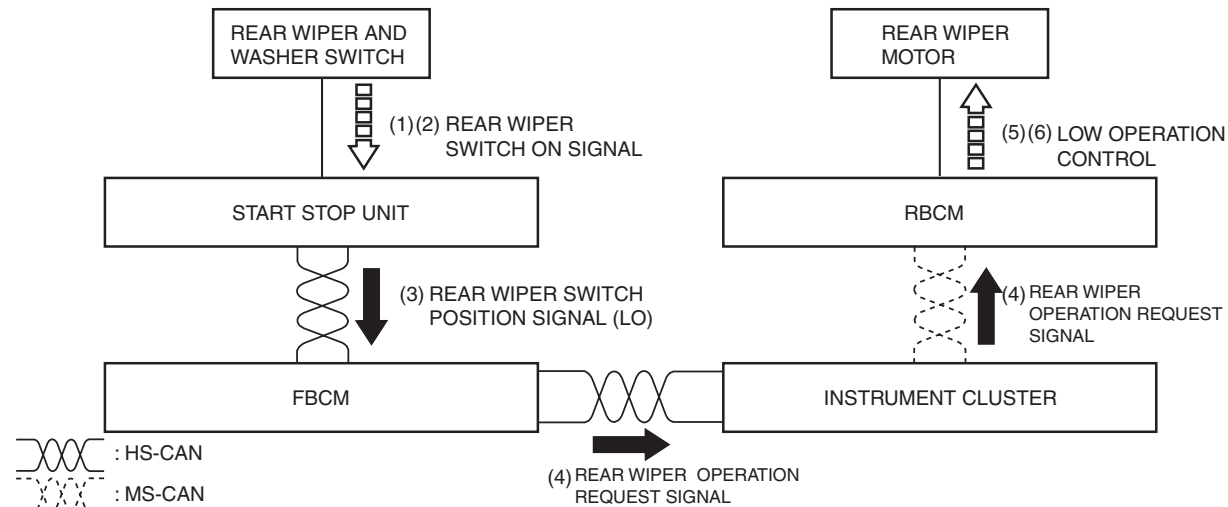 REAR WIPER AND
WASHER SWITCH
REAR WIPER
MOTOR
(1)(2) REAR WIPER
SWITCH ON SIGNAL
(5)(6) LOW OPERATION
CONTROL
START STOP UNIT
RBCM
(3) REAR WIPER SWITCH
POSITION SIGNAL (LO)
(4) REAR WIPER
OPERATION REQUEST
SIGNAL
FBCM
INSTRUMENT CLUSTER
: HS-CAN
(4) REAR WIPER OPERATION
REQUEST SIGNAL
: MS-CAN